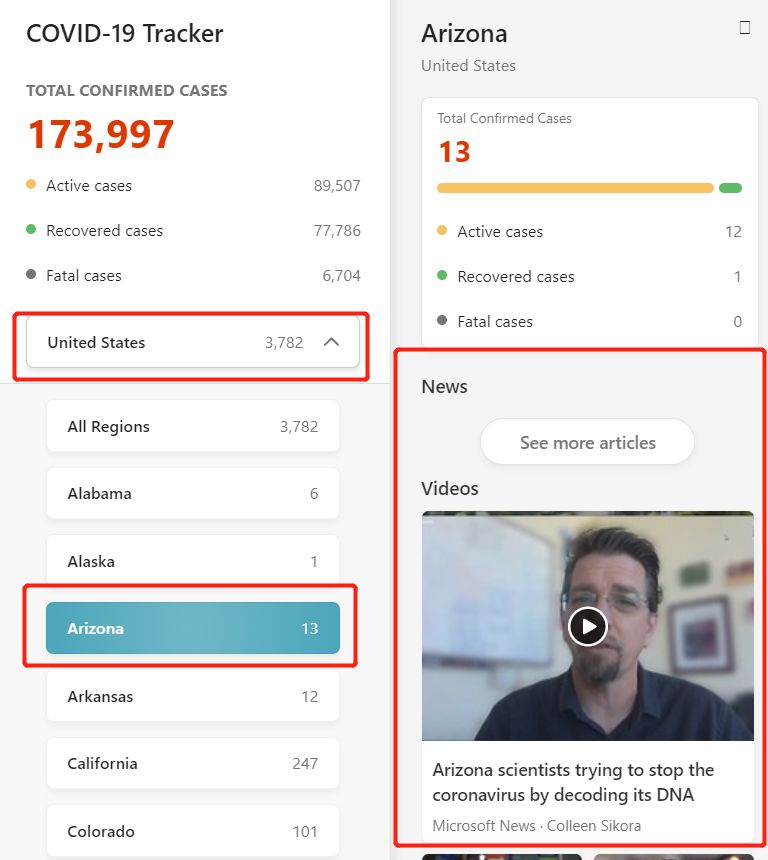 COVID-19 Tracker
TOTAL CONFIRMED CASES
173,997
Active cases 89,507
Recovered cases 77,786
Fatal cases 6,704
United States 3,782
All Regions 3,782
Alabama 6
Alaska 1
Arizona 13
Arkansas 12
California 247
Colorado 101
Arizona
United States
Total Confirmed Cases
13
Active cases 12
Recovered cases 1
Fatal cases 0
News
See more articles
Videos
Arizona scientists trying to stop the
coronavirus by decoding its DNA
Microsoft News · Colleen Sikora